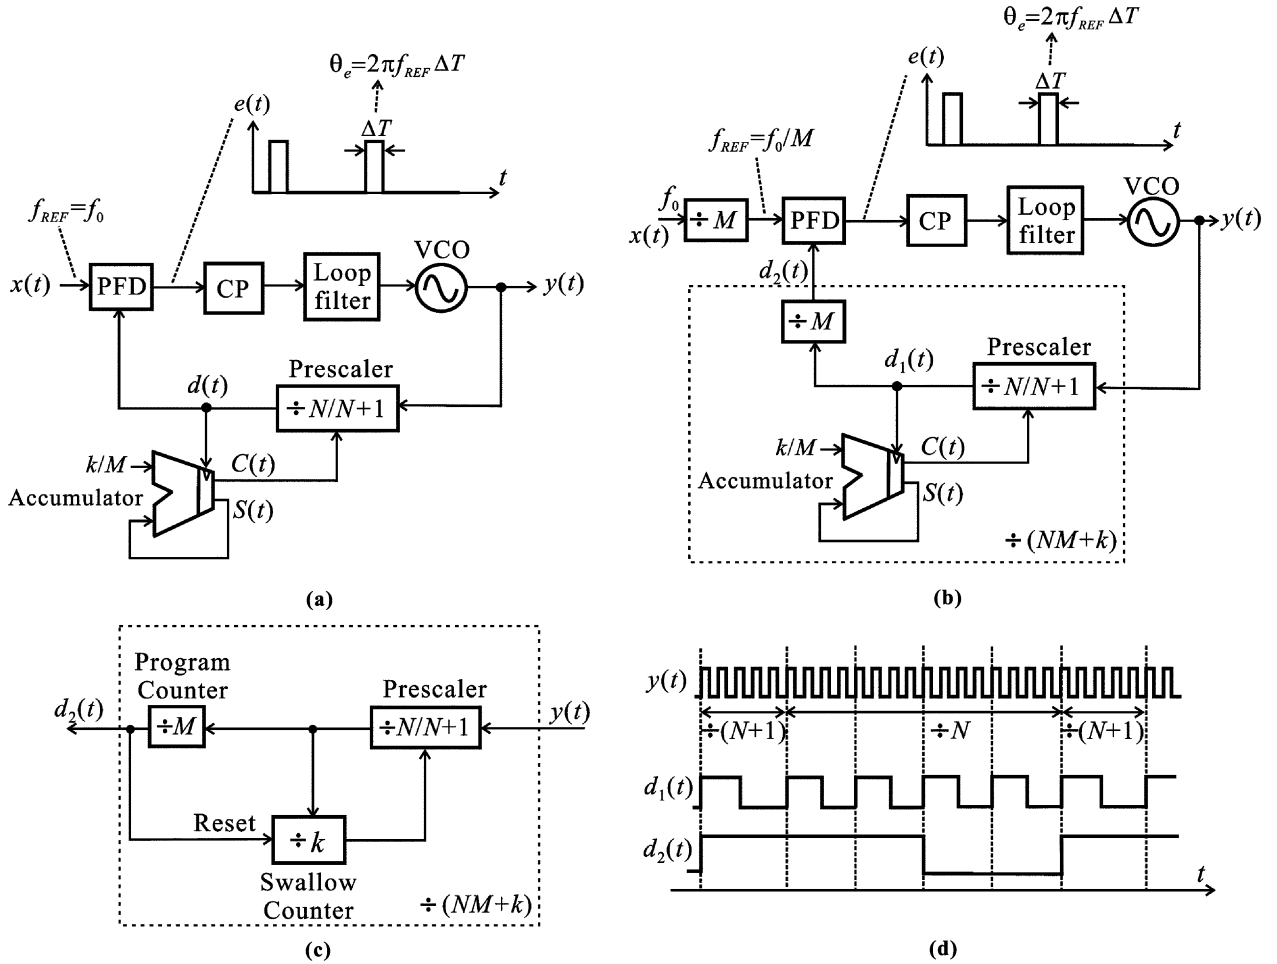 θe=2πfREF ΔT
e(t)
ΔT
t
fREF=f0
x(t)
PFD
CP
Loop
filter
VCO
y(t)
Prescaler
d(t)
÷N/N+1
k/M
C(t)
Accumulator
S(t)
(a)
θe=2πfREF ΔT
e(t)
ΔT
t
fREF=f0/M
f0
x(t)
÷M
PFD
CP
Loop
filter
VCO
y(t)
d2(t)
÷M
d1(t)
Prescaler
÷N/N+1
k/M
C(t)
Accumulator
S(t)
÷(NM+k)
(b)
Program
Counter
Prescaler
d2(t)
÷M
÷N/N+1
y(t)
Reset
÷k
Swallow
Counter
÷(NM+k)
(c)
y(t)
÷(N+1)
÷N
÷(N+1)
d1(t)
d2(t)
t
(d)